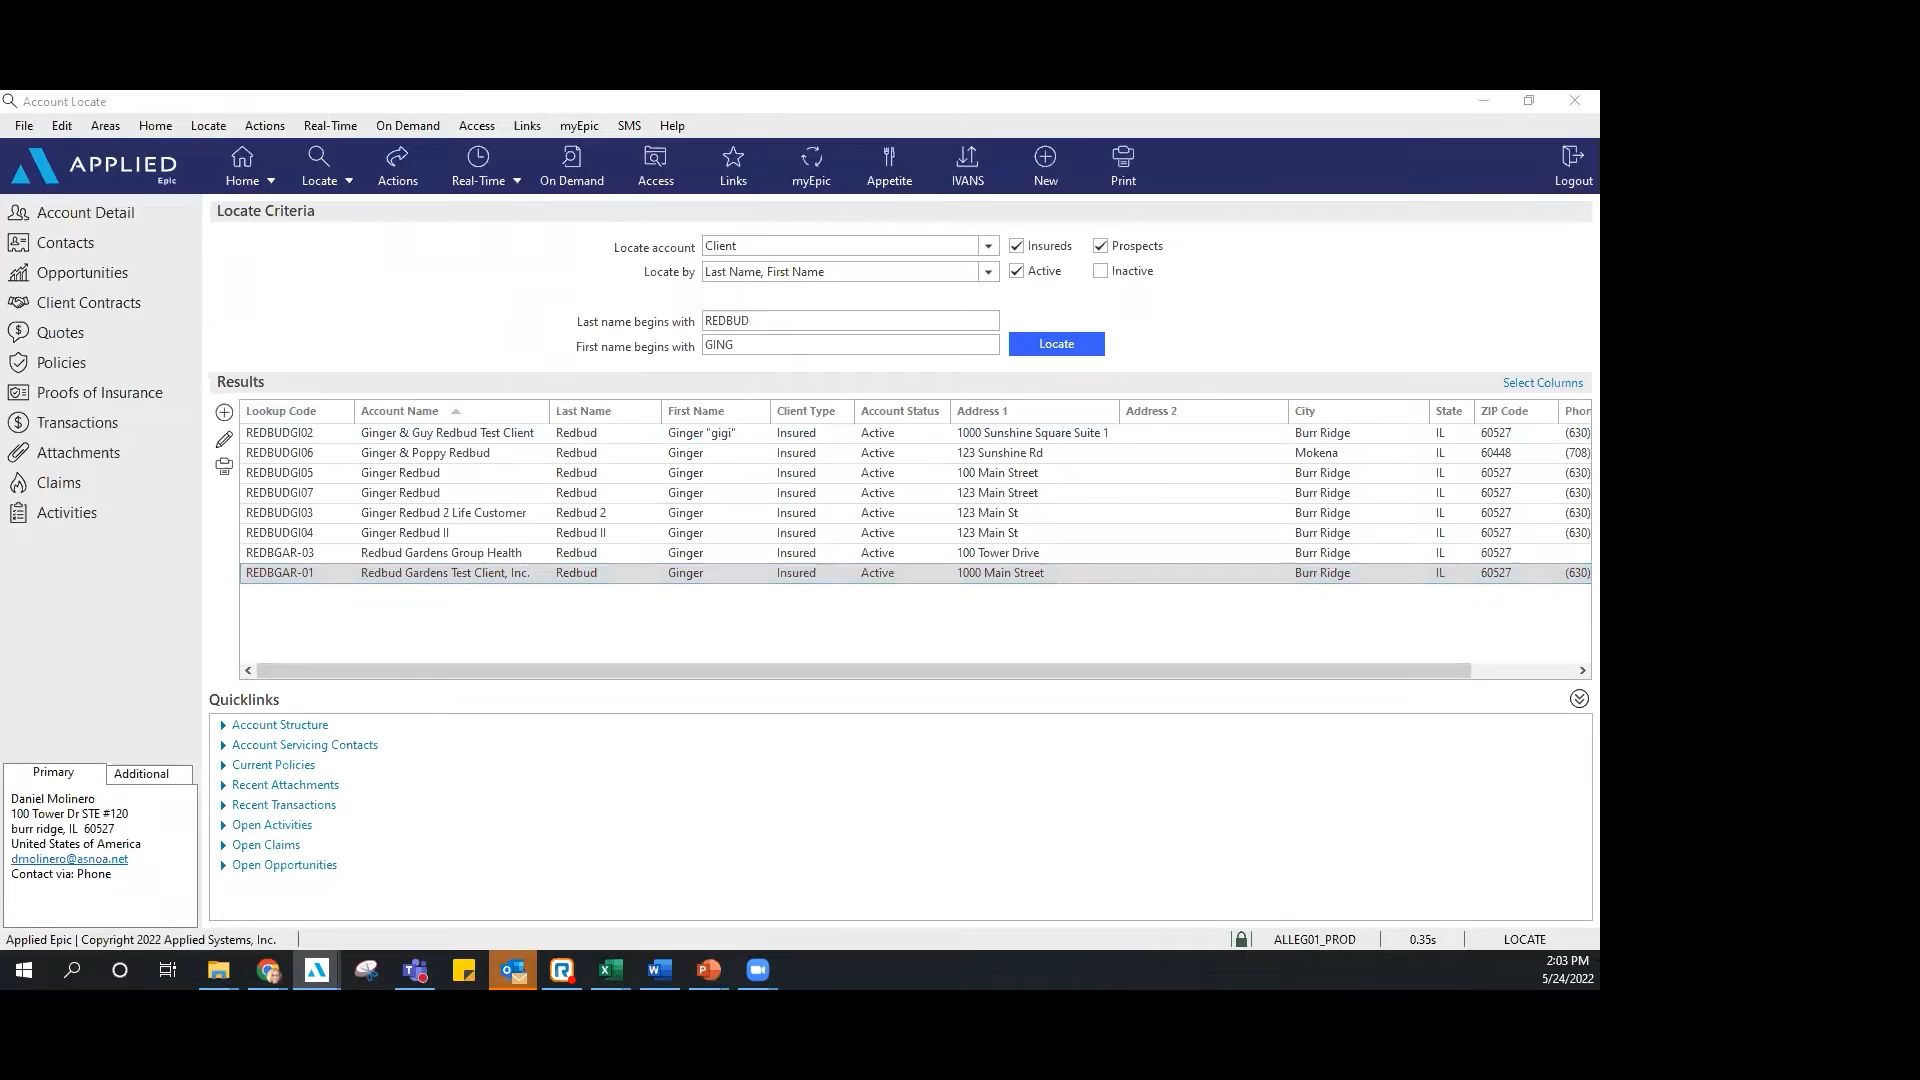 Account Locate
File Edit Areas Home Locate Actions Real-Time On Demand Access Links myEpic SMS Help
APPLIED Epic
Home Locate Actions Real-Time On Demand Access Links myEpic Appetite IVANS New Print Logout
Account Detail
Contacts
Opportunities
Client Contracts
Quotes
Policies
Proofs of Insurance
Transactions
Attachments
Claims
Activities
Locate Criteria
Locate account Client Insureds Prospects
Locate by Last Name, First Name Active Inactive
Last name begins with REDBUD
First name begins with GING Locate
Results Select Columns
Lookup Code Account Name Last Name First Name Client Type Account Status Address 1 Address 2 City State ZIP Code Phor
REDBUDGI02 Ginger & Guy Redbud Test Client Redbud Ginger "gigi" Insured Active 1000 Sunshine Square Suite 1 Burr Ridge IL 60527 (630)
REDBUDGI06 Ginger & Poppy Redbud Redbud Ginger Insured Active 123 Sunshine Rd Mokena IL 60448 (708)
REDBUDGI05 Ginger Redbud Redbud Ginger Insured Active 100 Main Street Burr Ridge IL 60527 (630)
REDBUDGI07 Ginger Redbud Redbud Ginger Insured Active 123 Main Street Burr Ridge IL 60527 (630)
REDBUDGI03 Ginger Redbud 2 Life Customer Redbud 2 Ginger Insured Active 123 Main St Burr Ridge IL 60527 (630)
REDBUDGI04 Ginger Redbud II Redbud II Ginger Insured Active 123 Main St Burr Ridge IL 60527 (630)
REDBGAR-03 Redbud Gardens Group Health Redbud Ginger Insured Active 100 Tower Drive Burr Ridge IL 60527
REDBGAR-01 Redbud Gardens Test Client, Inc. Redbud Ginger Insured Active 1000 Main Street Burr Ridge IL 60527 (630)
Quicklinks
Account Structure
Account Servicing Contacts
Current Policies
Recent Attachments
Recent Transactions
Open Activities
Open Claims
Open Opportunities
Primary Additional
Daniel Molinero
100 Tower Dr STE #120
burr ridge, IL 60527
United States of America
dmolinero@asnoa.net
Contact via: Phone
Applied Epic | Copyright 2022 Applied Systems, Inc. ALLEG01_PROD 0.35s LOCATE
2:03 PM
5/24/2022